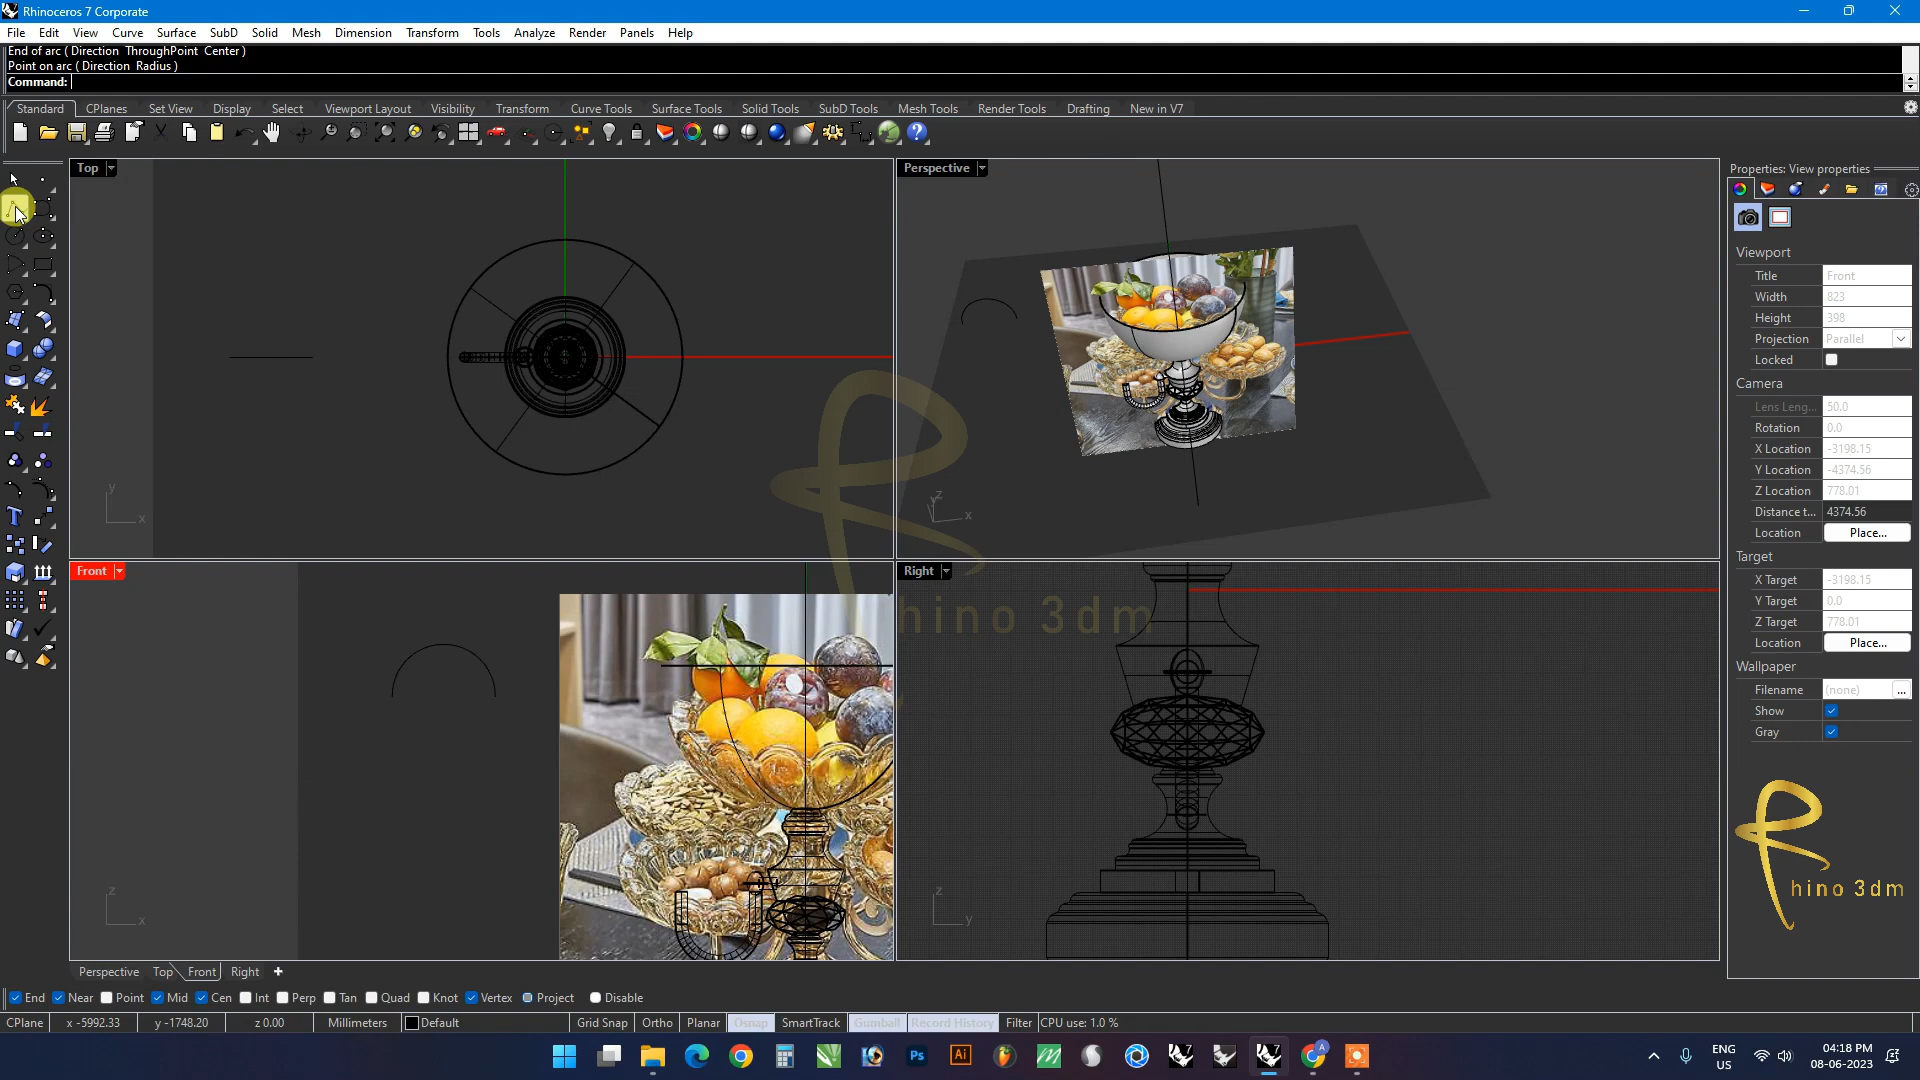 Rhinoceros 7 Corporate
File Edit View Curve Surface SubD Solid Mesh Dimension Transform Tools Analyze Render Panels Help
End of arc ( Direction ThroughPoint Center )
Point on arc ( Direction Radius )
Command:
Standard CPlanes Set View Display Select Viewport Layout Visibility Transform Curve Tools Surface Tools Solid Tools SubD Tools Mesh Tools Render Tools Drafting New in V7
Top
Perspective
Front
Right
y
x
z
x
z
x
z
y
hino 3dm
Properties: View properties
Viewport
Title Front
Width 823
Height 398
Projection Parallel
Locked
Camera
Lens Leng... 50.0
Rotation 0.0
X Location -3198.15
Y Location -4374.56
Z Location 778.01
Distance t... 4374.56
Location Place...
Target
X Target -3198.15
Y Target 0.0
Z Target 778.01
Location Place...
Wallpaper
Filename (none) ...
Show
Gray
Rhino 3dm
Perspective Top Front Right
End Near Point Mid Cen Int Perp Tan Quad Knot Vertex Project Disable
CPlane x -5992.33 y -1748.20 z 0.00 Millimeters Default Grid Snap Ortho Planar Osnap SmartTrack Gumball Record History Filter CPU use: 1.0 %
Ps Ai
ENG
US
04:18 PM
08-06-2023